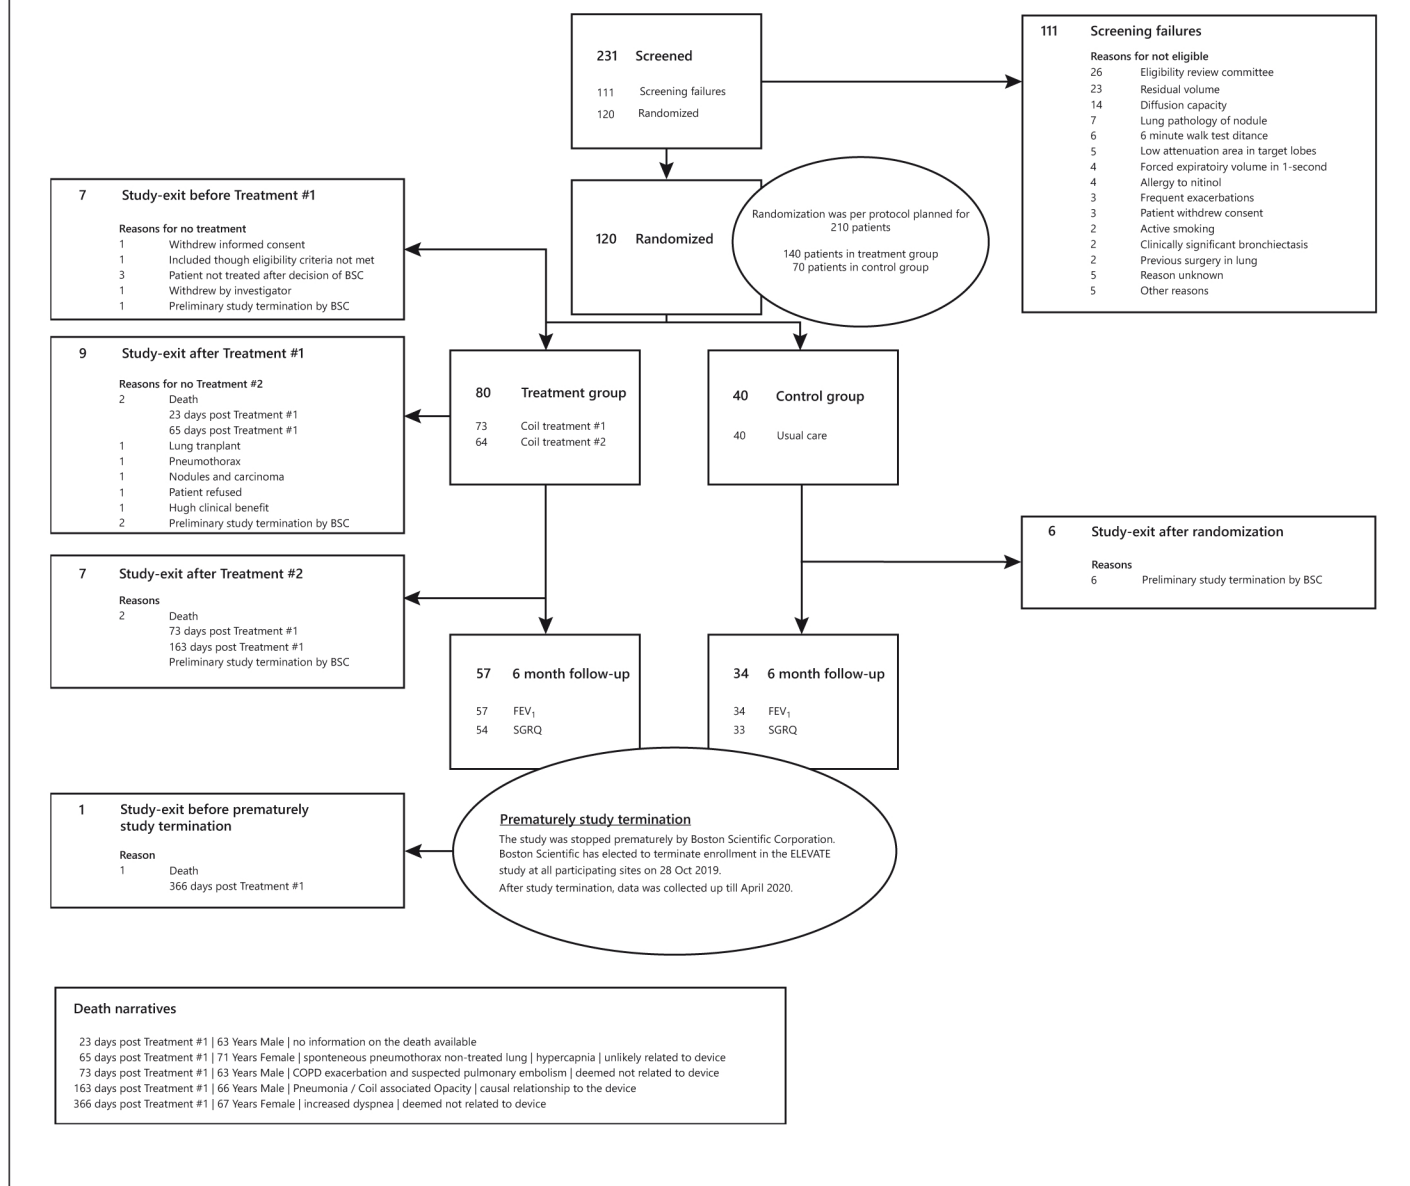 231 Screened
111 Screening failures
120 Randomized
111 Screening failures
Reasons for not eligible
26 Eligibility review committee
23 Residual volume
14 Diffusion capacity
7 Lung pathology of nodule
6 6 minute walk test ditance
5 Low attenuation area in target lobes
4 Forced expiratoiry volume in 1-second
4 Allergy to nitinol
3 Frequent exacerbations
3 Patient withdrew consent
2 Active smoking
2 Clinically significant bronchiectasis
2 Previous surgery in lung
5 Reason unknown
5 Other reasons
120 Randomized
Randomization was per protocol planned for
210 patients
140 patients in treatment group
70 patients in control group
7 Study-exit before Treatment #1
Reasons for no treatment
1 Withdrew informed consent
1 Included though eligibility criteria not met
3 Patient not treated after decision of BSC
1 Withdrew by investigator
1 Preliminary study termination by BSC
9 Study-exit after Treatment #1
Reasons for no Treatment #2
2 Death
23 days post Treatment #1
65 days post Treatment #1
1 Lung tranplant
1 Pneumothorax
1 Nodules and carcinoma
1 Patient refused
1 Hugh clinical benefit
2 Preliminary study termination by BSC
80 Treatment group
73 Coil treatment #1
64 Coil treatment #2
40 Control group
40 Usual care
6 Study-exit after randomization
Reasons
6 Preliminary study termination by BSC
7 Study-exit after Treatment #2
Reasons
2 Death
73 days post Treatment #1
163 days post Treatment #1
Preliminary study termination by BSC
57 6 month follow-up
57 FEV1
54 SGRQ
34 6 month follow-up
34 FEV1
33 SGRQ
1 Study-exit before prematurely
study termination
Reason
1 Death
366 days post Treatment #1
Prematurely study termination
The study was stopped prematurely by Boston Scientific Corporation.
Boston Scientific has elected to terminate enrollment in the ELEVATE
study at all participating sites on 28 Oct 2019.
After study termination, data was collected up till April 2020.
Death narratives
23 days post Treatment #1 | 63 Years Male | no information on the death available
65 days post Treatment #1 | 71 Years Female | sponteneous pneumothorax non-treated lung | hypercapnia | unlikely related to device
73 days post Treatment #1 | 63 Years Male | COPD exacerbation and suspected pulmonary embolism | deemed not related to device
163 days post Treatment #1 | 66 Years Male | Pneumonia / Coil associated Opacity | causal relationship to the device
366 days post Treatment #1 | 67 Years Female | increased dyspnea | deemed not related to device